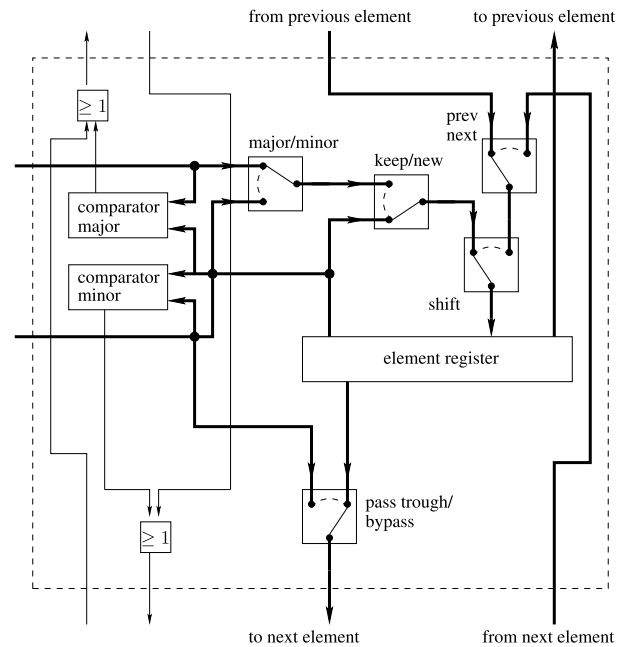 from previous element
to previous element
≥ 1
prev
next
major/minor
keep/new
comparator
major
comparator
minor
shift
element register
pass trough/
bypass
≥ 1
to next element
from next element